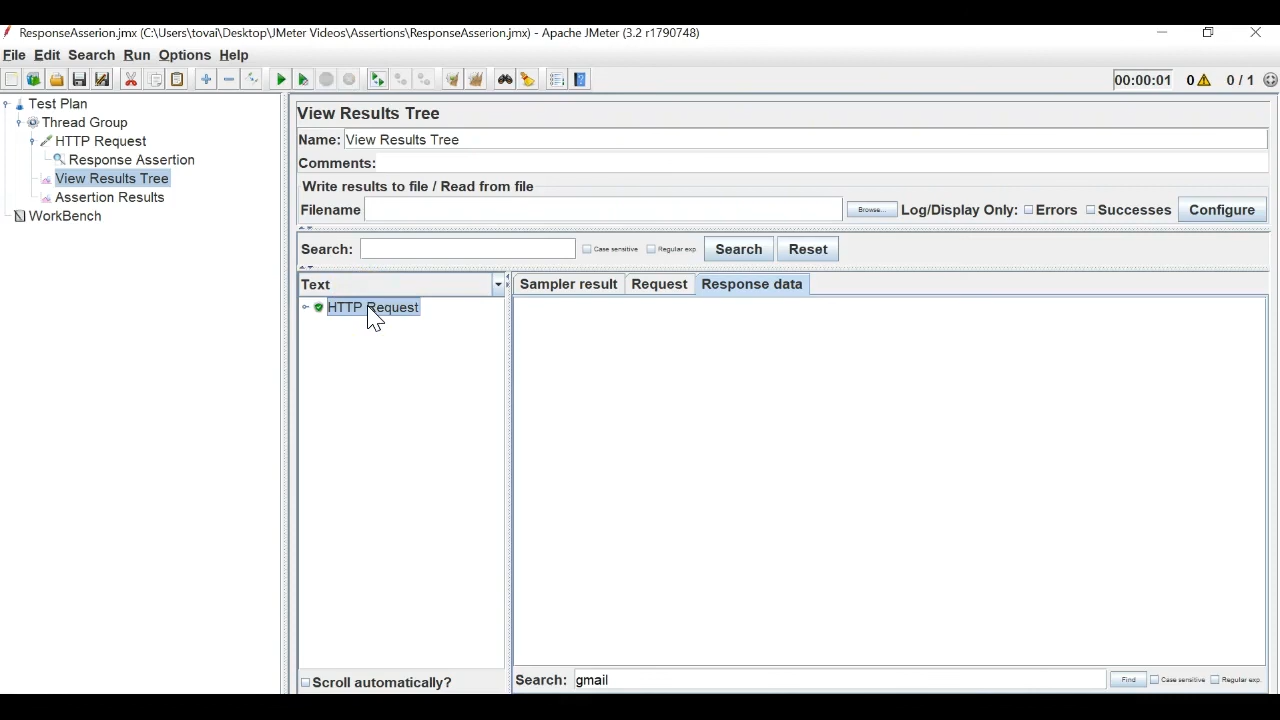 ResponseAsserion.jmx (C:\Users\tovai\Desktop\JMeter Videos\Assertions\ResponseAsserion.jmx) - Apache JMeter (3.2 r1790748)
File Edit Search Run Options Help
00:00:01 0 0 / 1
Test Plan
Thread Group
HTTP Request
Response Assertion
View Results Tree
Assertion Results
WorkBench
View Results Tree
Name: View Results Tree
Comments:
Write results to file / Read from file
Filename Browse... Log/Display Only: Errors Successes Configure
Search: Case sensitive Regular exp. Search Reset
Text
HTTP Request
Scroll automatically?
Sampler result Request Response data
Search: gmail Find Case sensitive Regular exp.